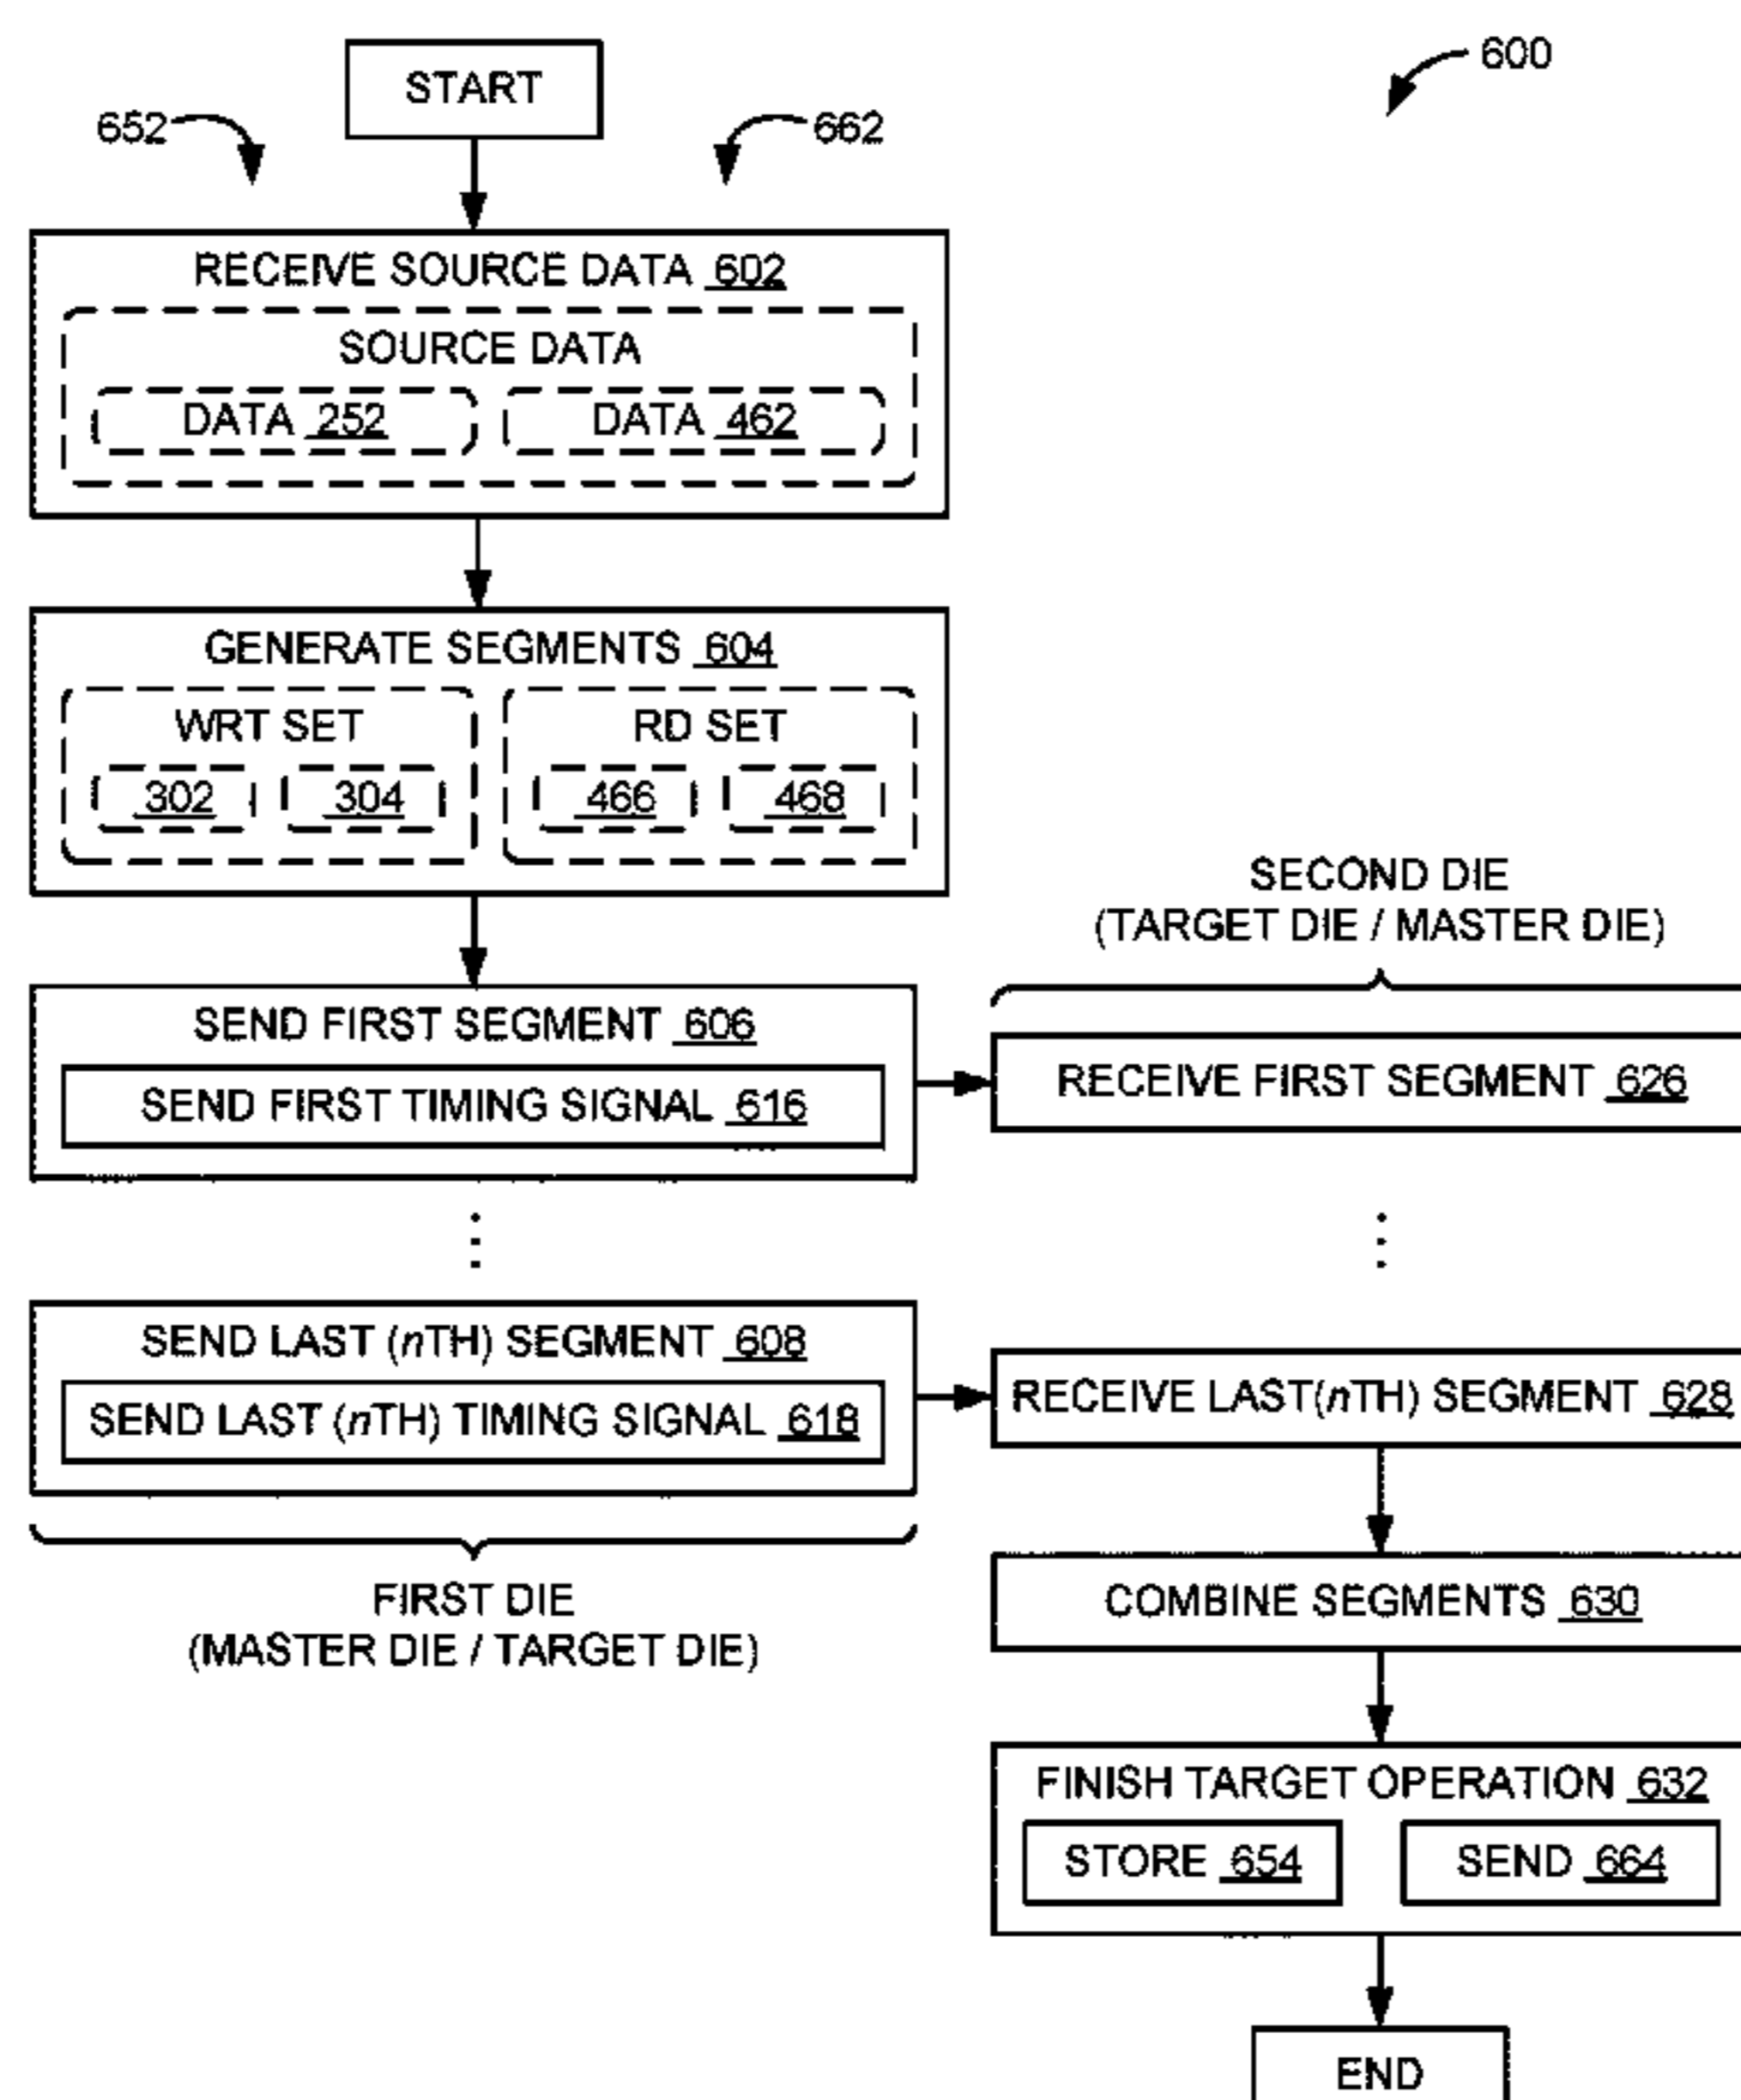 600
START
652
662
RECEIVE SOURCE DATA 602
SOURCE DATA
DATA 252
DATA 462
GENERATE SEGMENTS 604
WRT SET
302
304
RD SET
466
468
SECOND DIE
(TARGET DIE / MASTER DIE)
SEND FIRST SEGMENT 606
SEND FIRST TIMING SIGNAL 616
RECEIVE FIRST SEGMENT 626
SEND LAST (nTH) SEGMENT 608
SEND LAST (nTH) TIMING SIGNAL 618
RECEIVE LAST(nTH) SEGMENT 628
FIRST DIE
(MASTER DIE / TARGET DIE)
COMBINE SEGMENTS 630
FINISH TARGET OPERATION 632
STORE 654
SEND 664
END